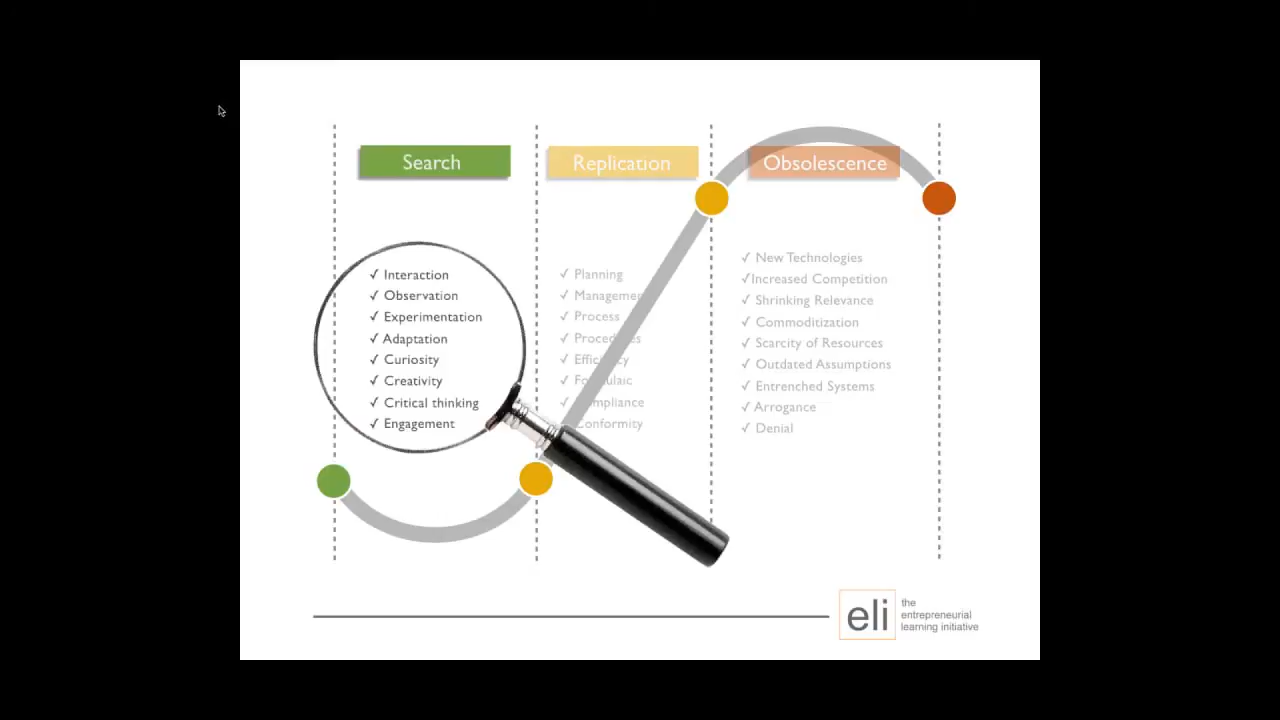 Search
Replication
Obsolescence
✓ Interaction
✓ Observation
✓ Experimentation
✓ Adaptation
✓ Curiosity
✓ Creativity
✓ Critical thinking
✓ Engagement
✓ Planning
✓ Managemen
✓ Process
✓
✓
✓
✓
Conformity
✓ New Technologies
✓Increased Competition
✓ Shrinking Relevance
✓ Commoditization
✓ Scarcity of Resources
✓ Outdated Assumptions
✓ Entrenched Systems
✓ Arrogance
✓ Denial
eli
the
entrepreneurial
learning initiative